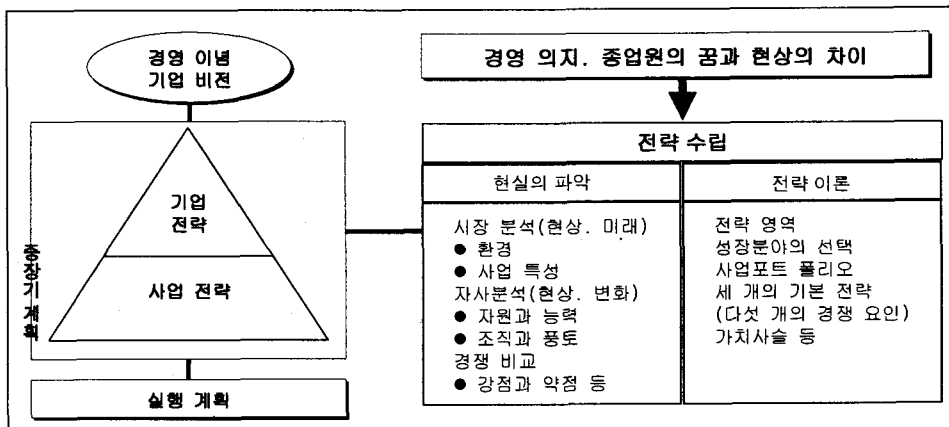 경영 이념
기업 비전
기업
전략
사업 전략
중장기 계획
실행 계획
경영 의지. 종업원의 꿈과 현상의 차이
전략 수립
현실의 파악
시장 분석(현상. 미래)
● 환경
● 사업 특성
자사분석(현상. 변화)
● 자원과 능력
● 조직과 풍토
경쟁 비교
● 강점과 약점 등
전략 이론
전략 영역
성장분야의 선택
사업포트 폴리오
세 개의 기본 전략
(다섯 개의 경쟁 요인)
가치사슬 등